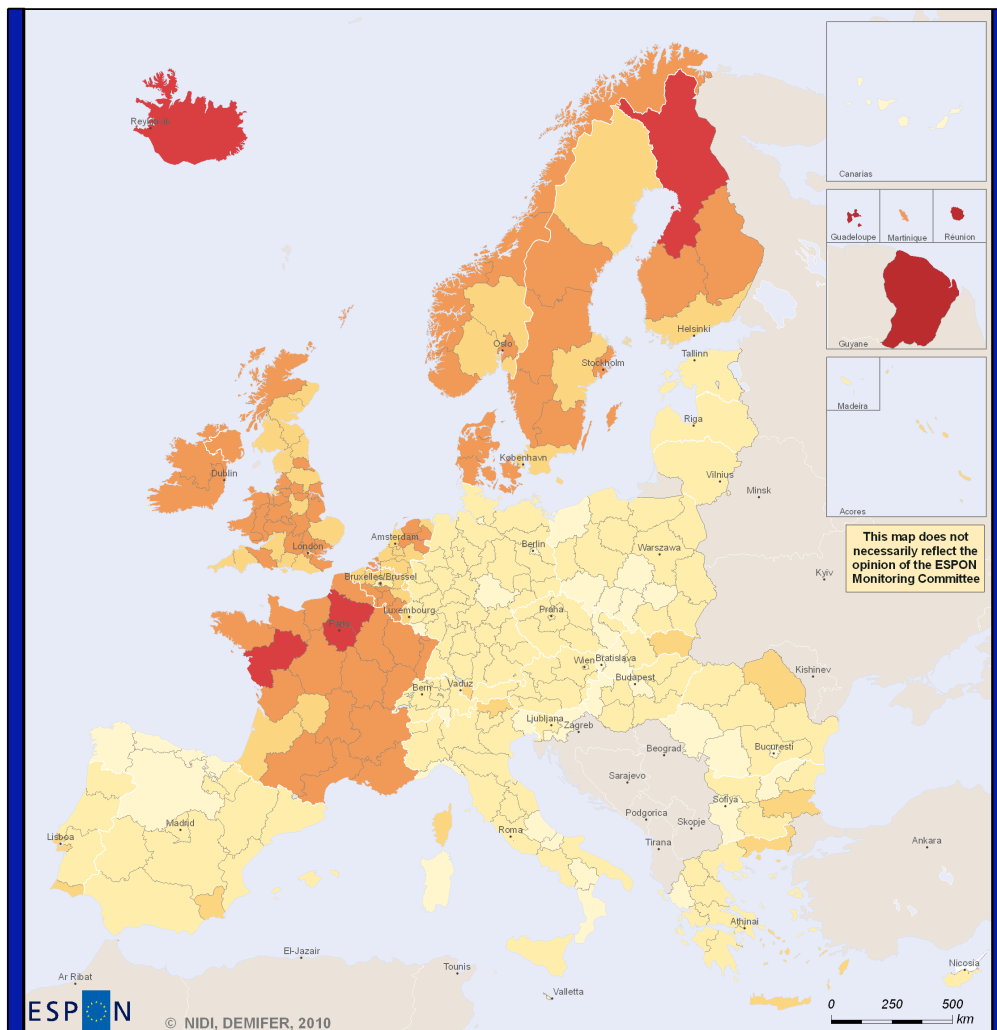 Reykjavik
Canarias
Guadeloupe
Martinique
Réunion
Guyane
Madeira
Acores
Oslo
Stockholm
Helsinki
Tallinn
Riga
Vilnius
Minsk
København
Dublin
London
Amsterdam
Berlin
Warszawa
This map does not
necessarily reflect the
opinion of the ESPON
Monitoring Committee
Kyiv
Bruxelles/Brussel
Luxembourg
Praha
Paris
Wien
Bratislava
Kishinev
Bern
Vaduz
Budapest
Ljubljana
Zagreb
Bucuresti
Beograd
Sarajevo
Sofiya
Podgorica
Skopje
Tirana
Lisboa
Madrid
Roma
Ankara
Athinai
El-Jazair
Tounis
Ar Ribat
Valletta
Nicosia
ESPON
© NIDI, DEMIFER, 2010
0 250 500
km